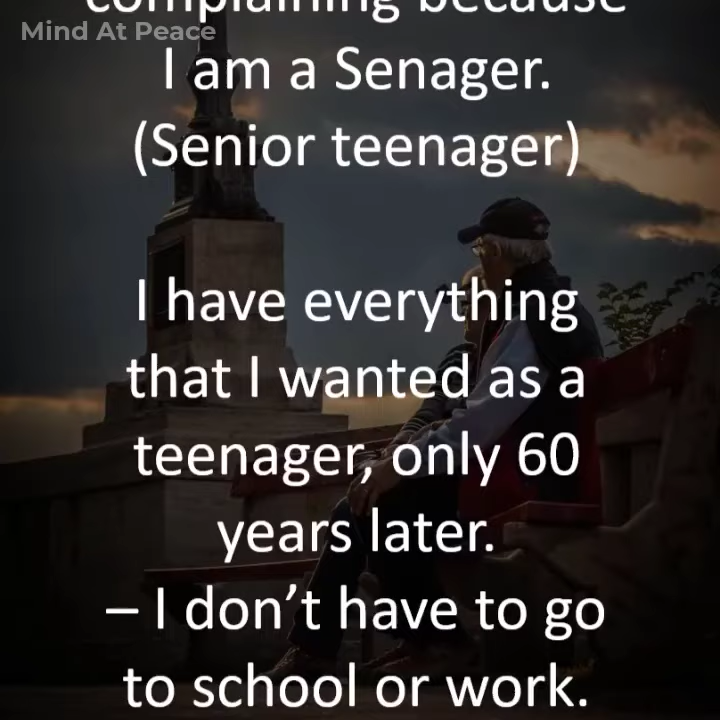 complaining because
Mind At Peace
I am a Senager.
(Senior teenager)
I have everything
that I wanted as a
teenager, only 60
years later.
– I don’t have to go
to school or work.